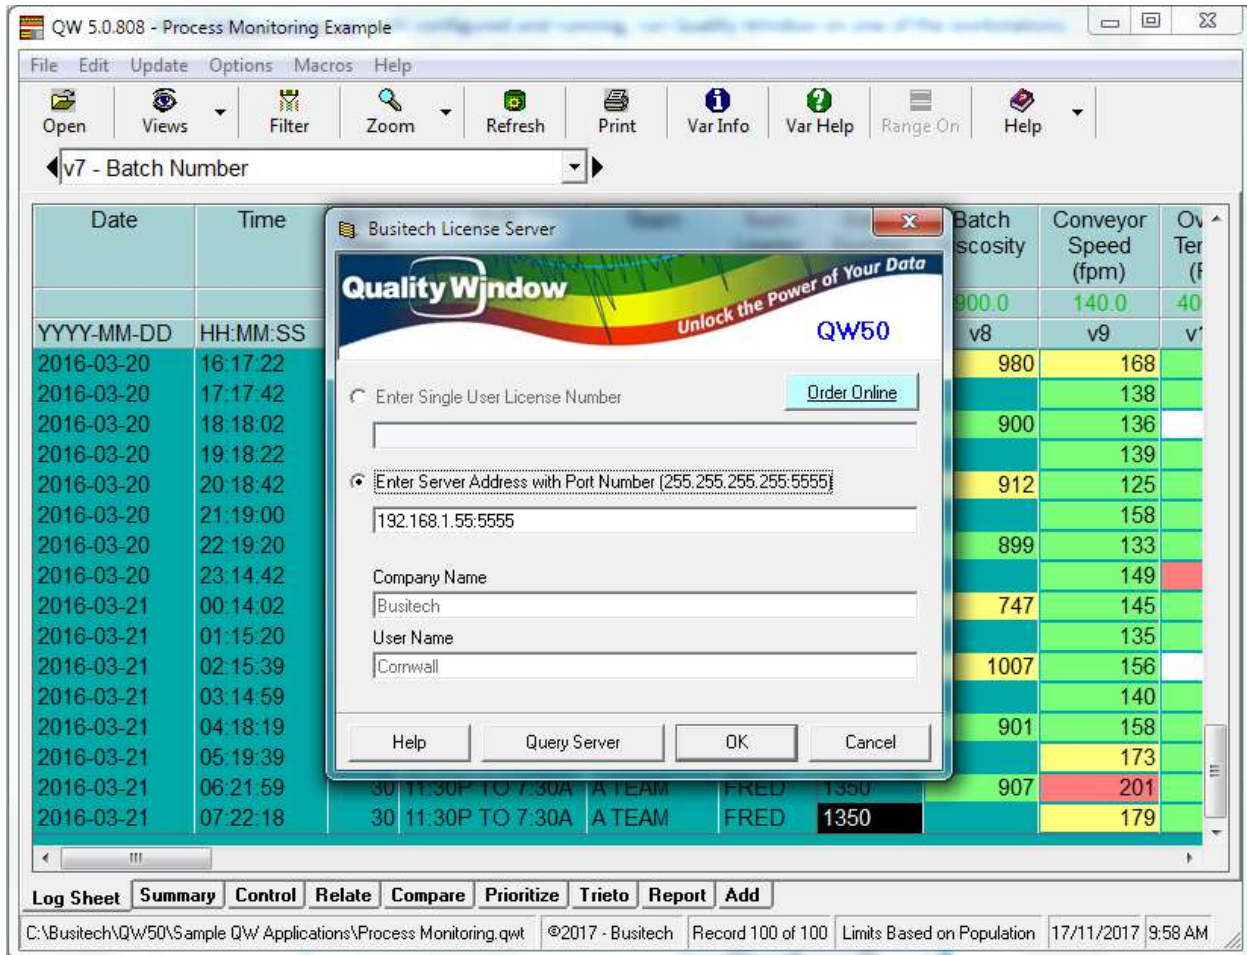 QW 5.0.808 - Process Monitoring Example
File Edit Update Options Macros Help
Open Views Filter Zoom Refresh Print Var Info Var Help Range On Help
v7 - Batch Number
Date Time Batch Conveyor Ov
scosity Speed Ter
(fpm)
900.0 140.0 40
YYYY-MM-DD HH:MM:SS v8 v9
Busitech License Server
Quality Window
Unlock the Power of Your Data
QW50
Enter Single User License Number
Order Online
Enter Server Address with Port Number (255.255.255.255:5555)
192.168.1.55:5555
Company Name
Busitech
User Name
Cornwall
Help Query Server OK Cancel
2016-03-20 16:17:22 980 168
2016-03-20 17:17:42 138
2016-03-20 18:18:02 900 136
2016-03-20 19:18:22 139
2016-03-20 20:18:42 912 125
2016-03-20 21:19:00 158
2016-03-20 22:19:20 899 133
2016-03-20 23:14:42 149
2016-03-21 00:14:02 747 145
2016-03-21 01:15:20 135
2016-03-21 02:15:39 1007 156
2016-03-21 03:14:59 140
2016-03-21 04:18:19 901 158
2016-03-21 05:19:39 173
2016-03-21 06:21:59 30 11:30P TO 7:30A A TEAM FRED 1350 907 201
2016-03-21 07:22:18 30 11:30P TO 7:30A A TEAM FRED 1350 179
Log Sheet Summary Control Relate Compare Prioritize Trieto Report Add
C:\Busitech\QW50\Sample QW Applications\Process Monitoring.qwt ©2017 - Busitech Record 100 of 100 Limits Based on Population 17/11/2017 9:58 AM